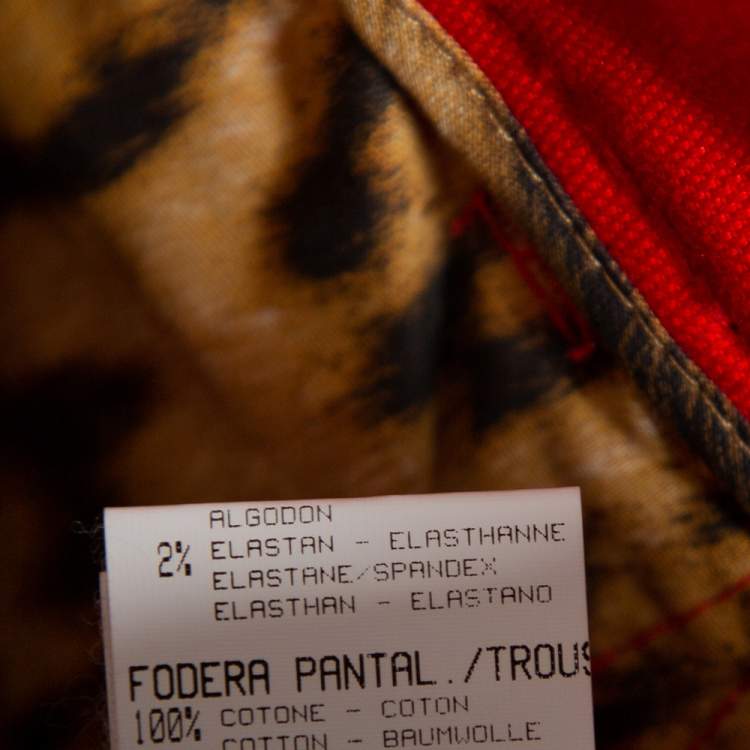 ALGODON
2% ELASTAN - ELASTHANNE
ELASTANE/SPANDEX
ELASTHAN - ELASTANO
FODERA PANTAL./TROUS
100% COTONE - COTON
COTTON - BAUMWOLLE